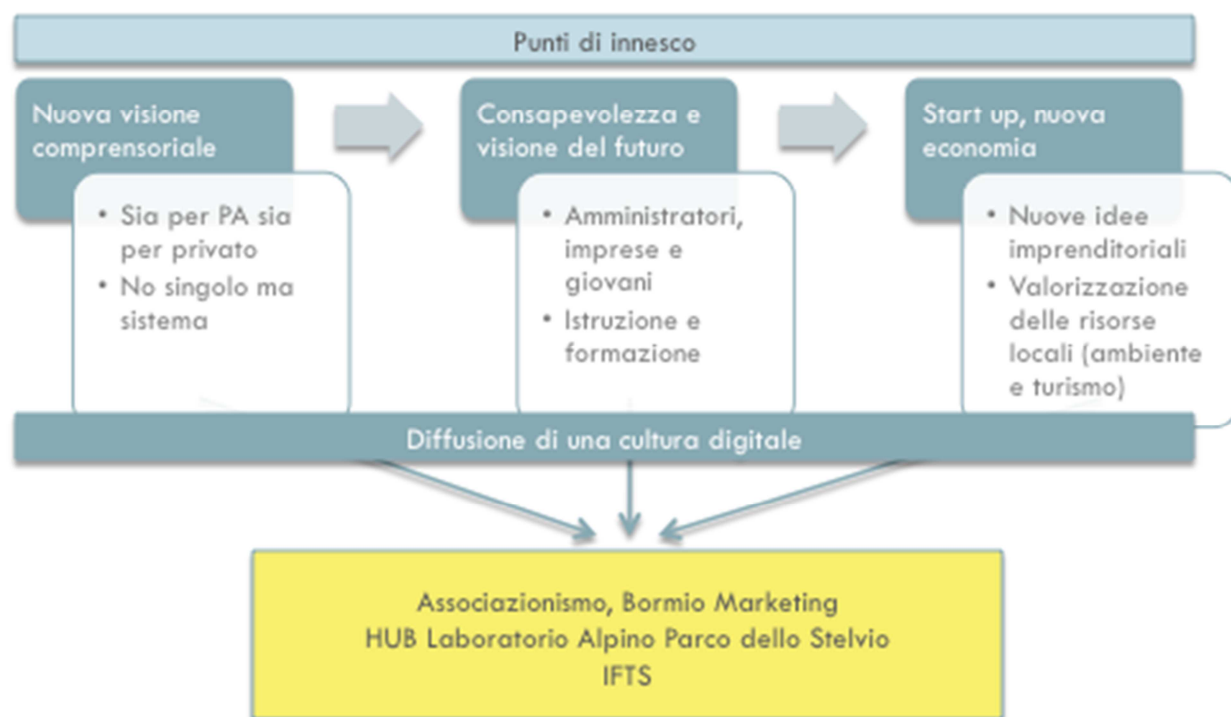 Punti di innesco
Nuova visione
comprensoriale
• Sia per PA sia
per privato
• No singolo ma
sistema
Consapevolezza e
visione del futuro
• Amministratori,
imprese e
giovani
• Istruzione e
formazione
Start up, nuova
economia
• Nuove idee
imprenditoriali
• Valorizzazione
delle risorse
locali (ambiente
e turismo)
Diffusione di una cultura digitale
Associazionismo, Bormio Marketing
HUB Laboratorio Alpino Parco dello Stelvio
IFTS